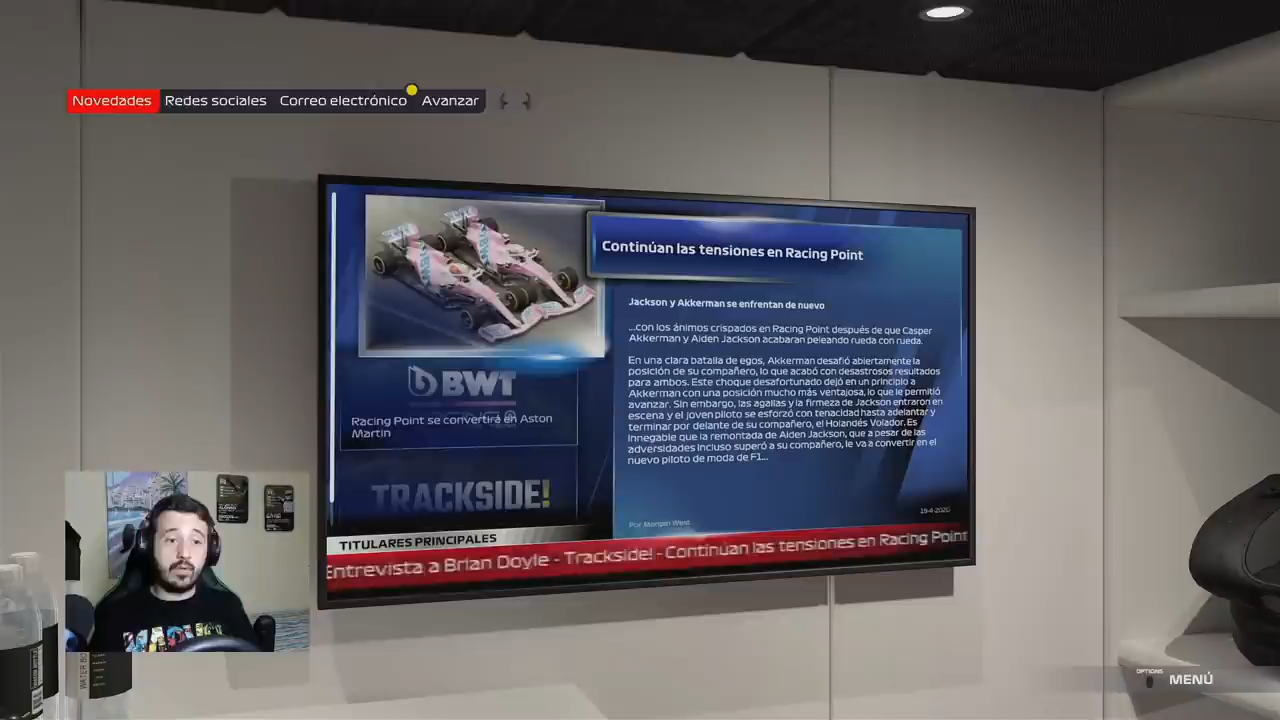 Novedades Redes sociales Correo electrónico Avanzar
Continúan las tensiones en Racing Point
Jackson y Akkerman se enfrentan de nuevo
...con los ánimos crispados en Racing Point después de que Casper
Akkerman y Aiden Jackson acabaran peleando rueda con rueda.
En una clara batalla de egos, Akkerman desafió abiertamente la
posición de su compañero, lo que acabó con desastrosos resultados
para ambos. Este choque desafortunado dejó en un principio a
Akkerman con una posición mucho más ventajosa, lo que le permitió
avanzar. Sin embargo, las agallas y la firmeza de Jackson entraron en
escena y el joven piloto se esforzó con tenacidad hasta adelantar y
terminar por delante de su compañero, el Holandés Volador. Es
innegable que la remontada de Aiden Jackson, que a pesar de las
adversidades incluso superó a su compañero, le va a convertir en el
nuevo piloto de moda de F1...
Por Morgan West
19-4-2020
BWT
Racing Point se convertirá en Aston
Martin
TRACKSIDE!
TITULARES PRINCIPALES
Entrevista a Brian Doyle - Trackside! - Continúan las tensiones en Racing Point
OPTIONS
MENÚ